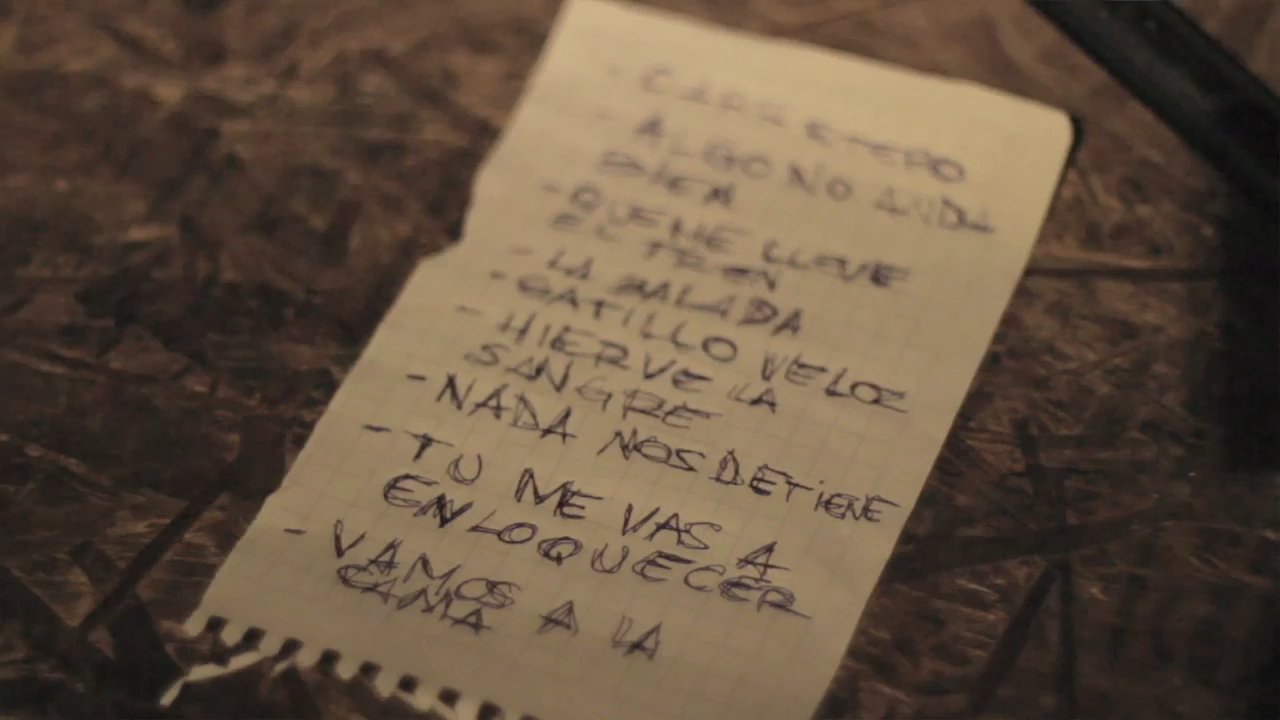 - ALGO NO ANDA
BIEN
- QUE ME LLEVE
EL TREN
- LA BALADA
- GATILLO VELOZ
- HIERVE LA
SANGRE
- NADA NOS DETIENE
- TU ME VAS A
ENLOQUECER
- VAMOS A LA
CAMA